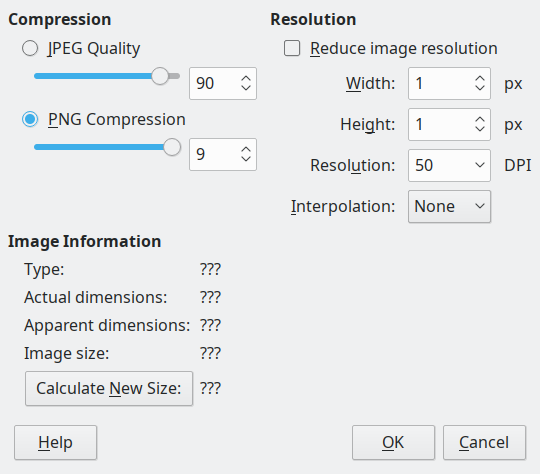 Compression
JPEG Quality
90
PNG Compression
9
Resolution
Reduce image resolution
Width: 1 px
Height: 1 px
Resolution: 50 DPI
Interpolation: None
Image Information
Type: ???
Actual dimensions: ???
Apparent dimensions: ???
Image size: ???
Calculate New Size: ???
Help
OK
Cancel